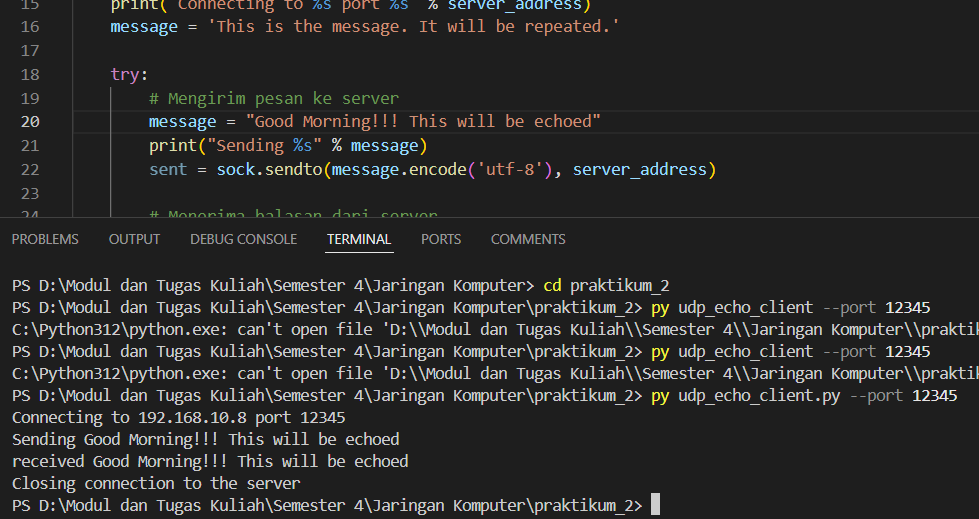 15 print("Connecting to %s port %s" % server_address)
16 message = 'This is the message. It will be repeated.'
17
18 try:
19 # Mengirim pesan ke server
20 message = "Good Morning!!! This will be echoed"
21 print("Sending %s" % message)
22 sent = sock.sendto(message.encode('utf-8'), server_address)
23
24 # Menerima balasan dari server
PROBLEMS OUTPUT DEBUG CONSOLE TERMINAL PORTS COMMENTS
PS D:\Modul dan Tugas Kuliah\Semester 4\Jaringan Komputer> cd praktikum_2
PS D:\Modul dan Tugas Kuliah\Semester 4\Jaringan Komputer\praktikum_2> py udp_echo_client --port 12345
C:\Python312\python.exe: can't open file 'D:\\Modul dan Tugas Kuliah\\Semester 4\\Jaringan Komputer\\praktik
PS D:\Modul dan Tugas Kuliah\Semester 4\Jaringan Komputer\praktikum_2> py udp_echo_client --port 12345
C:\Python312\python.exe: can't open file 'D:\\Modul dan Tugas Kuliah\\Semester 4\\Jaringan Komputer\\praktik
PS D:\Modul dan Tugas Kuliah\Semester 4\Jaringan Komputer\praktikum_2> py udp_echo_client.py --port 12345
Connecting to 192.168.10.8 port 12345
Sending Good Morning!!! This will be echoed
received Good Morning!!! This will be echoed
Closing connection to the server
PS D:\Modul dan Tugas Kuliah\Semester 4\Jaringan Komputer\praktikum_2>